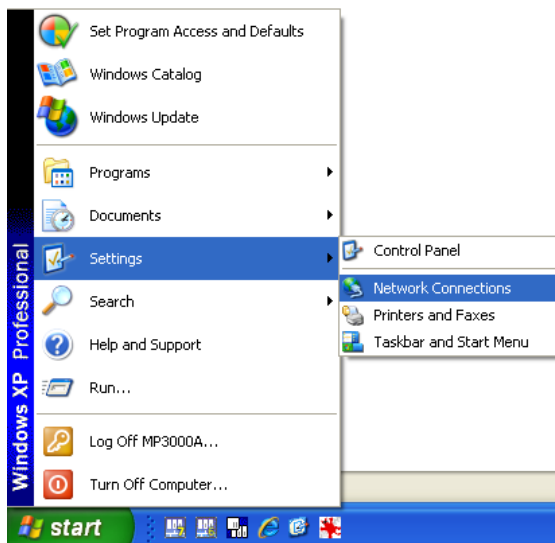 Set Program Access and Defaults
Windows Catalog
Windows Update
Programs
Documents
Settings
Search
Help and Support
Run...
Log Off MP3000A...
Turn Off Computer...
Windows XP Professional
Control Panel
Network Connections
Printers and Faxes
Taskbar and Start Menu
start